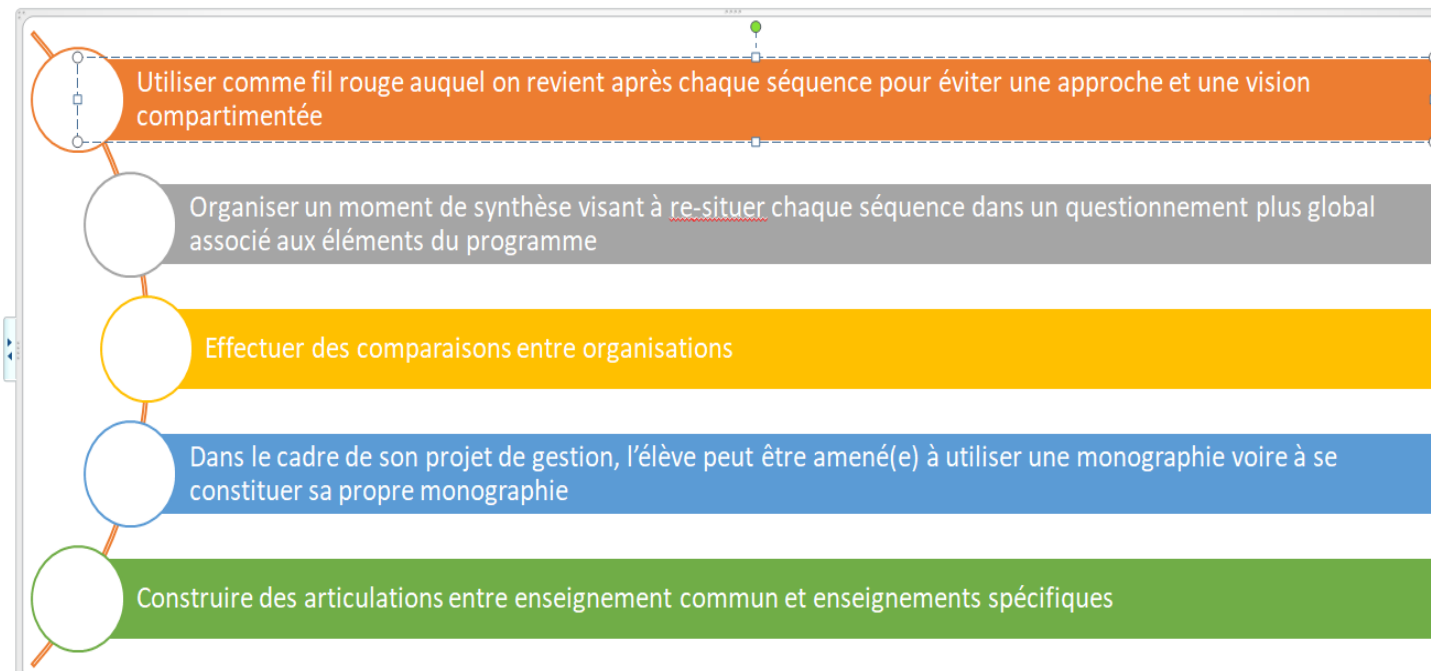 Utiliser comme fil rouge auquel on revient après chaque séquence pour éviter une approche et une vision
compartimentée
Organiser un moment de synthèse visant à re-situer chaque séquence dans un questionnement plus global
associé aux éléments du programme
Effectuer des comparaisons entre organisations
Dans le cadre de son projet de gestion, l’élève peut être amené(e) à utiliser une monographie voire à se
constituer sa propre monographie
Construire des articulations entre enseignement commun et enseignements spécifiques